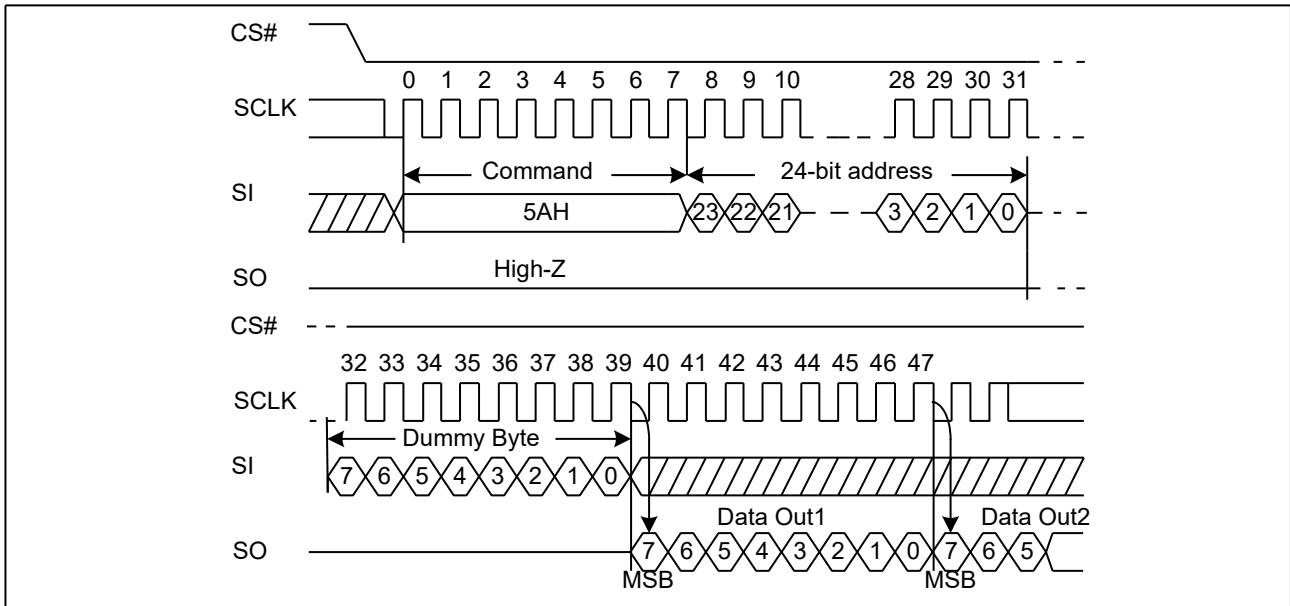 CS#
0 1 2 3 4 5 6 7 8 9 10 28 29 30 31
SCLK
Command 24-bit address
SI
5AH 23 22 21 3 2 1 0
High-Z
SO
CS#
32 33 34 35 36 37 38 39 40 41 42 43 44 45 46 47
SCLK
Dummy Byte
SI
7 6 5 4 3 2 1 0
Data Out1 Data Out2
SO
7 6 5 4 3 2 1 0 7 6 5
MSB MSB